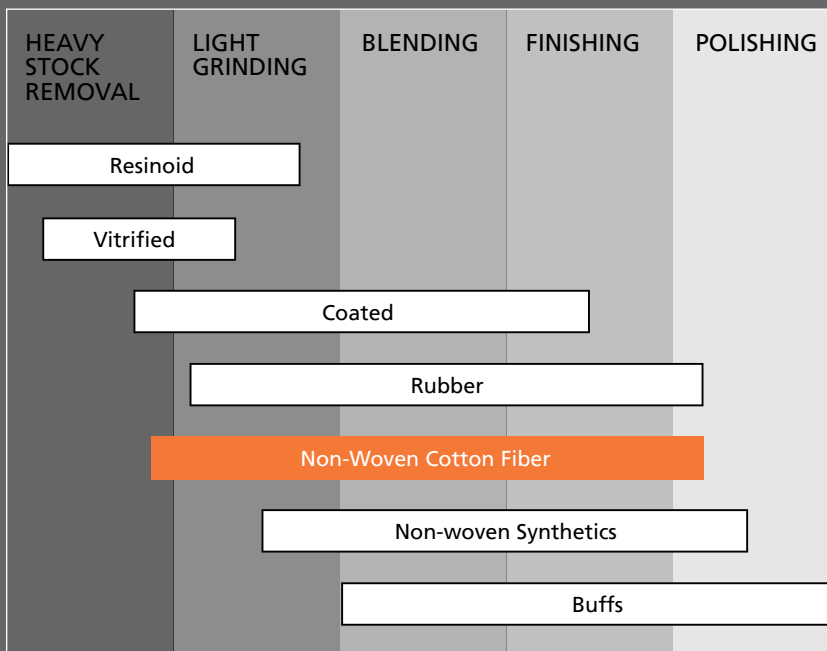 HEAVY
STOCK
REMOVAL
LIGHT
GRINDING
BLENDING
FINISHING
POLISHING
Resinoid
Vitrified
Coated
Rubber
Non-Woven Cotton Fiber
Non-woven Synthetics
Buffs